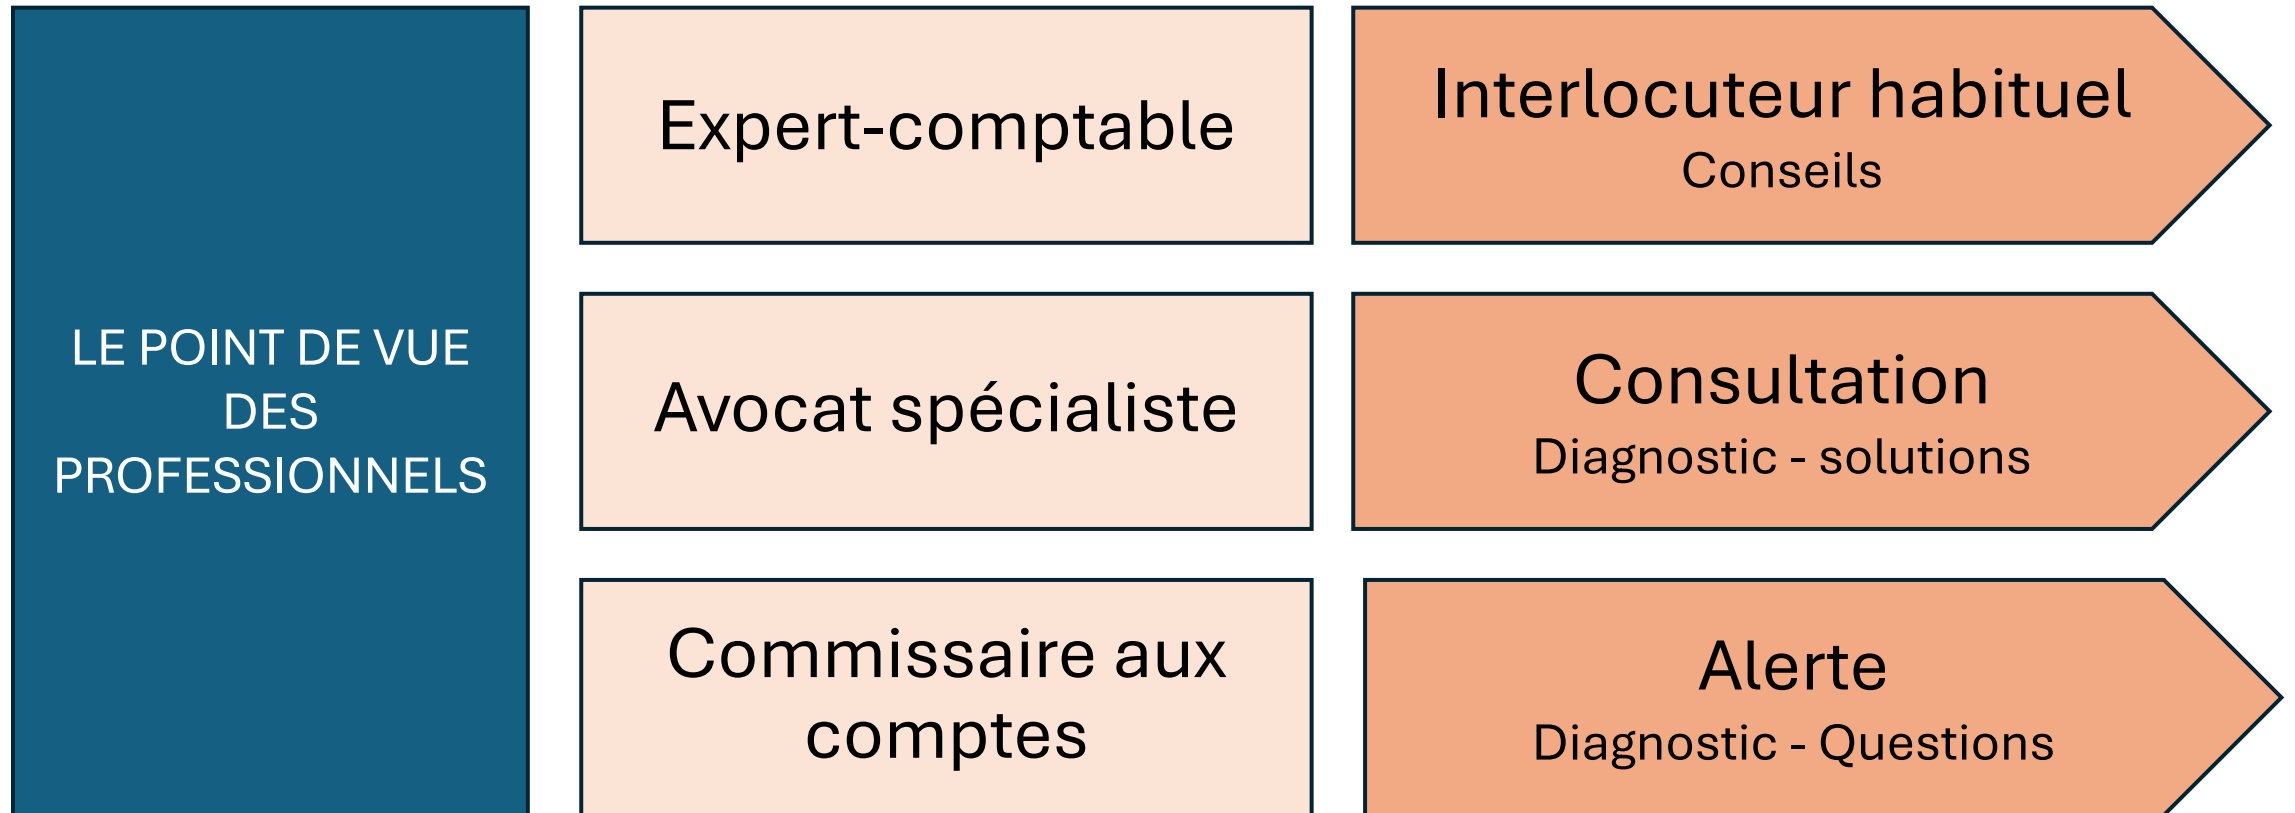 LE POINT DE VUE
DES
PROFESSIONNELS
Expert-comptable
Interlocuteur habituel
Conseils
Avocat spécialiste
Consultation
Diagnostic - solutions
Commissaire aux
comptes
Alerte
Diagnostic - Questions